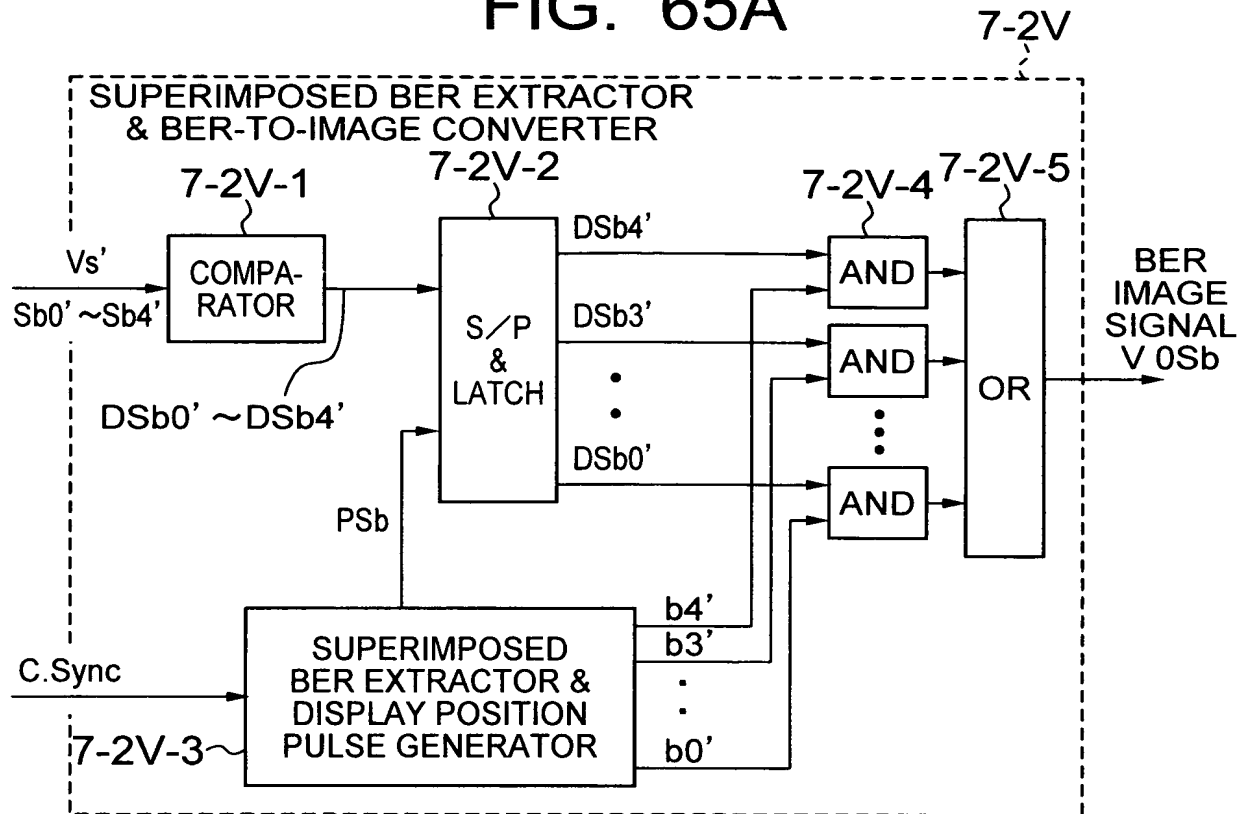 FIG. 65A
7-2V
SUPERIMPOSED BER EXTRACTOR
& BER-TO-IMAGE CONVERTER
7-2V-1
7-2V-2
7-2V-4
7-2V-5
Vs'
Sb0' ~Sb4'
COMPA-
RATOR
DSb0' ~DSb4'
S/P
&
LATCH
DSb4'
DSb3'
DSb0'
AND
AND
AND
OR
BER
IMAGE
SIGNAL
V 0Sb
PSb
C.Sync
7-2V-3
SUPERIMPOSED
BER EXTRACTOR &
DISPLAY POSITION
PULSE GENERATOR
b4'
b3'
b0'